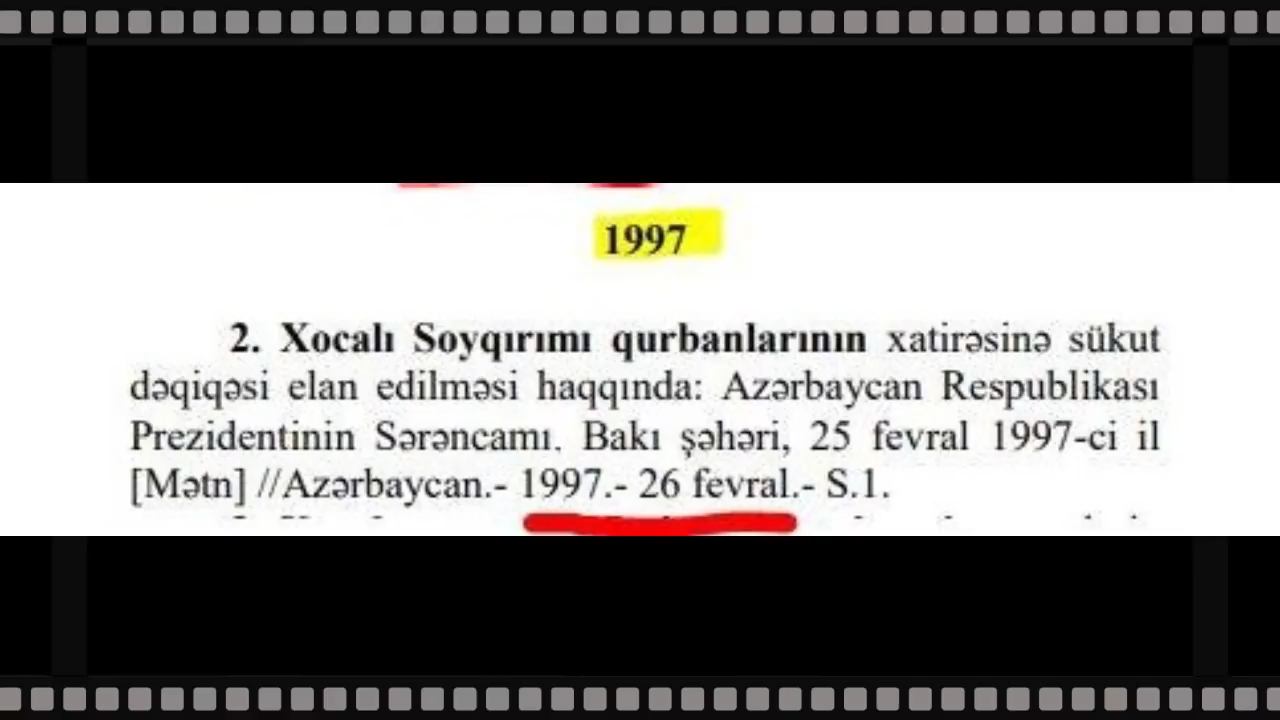 1997
2. Xocalı Soyqırımı qurbanlarının xatirəsinə sükut
dəqiqəsi elan edilməsi haqqında: Azərbaycan Respublikası
Prezidentinin Sərəncamı. Bakı şəhəri, 25 fevral 1997-ci il
[Mətn] //Azərbaycan.- 1997.- 26 fevral.- S.1.